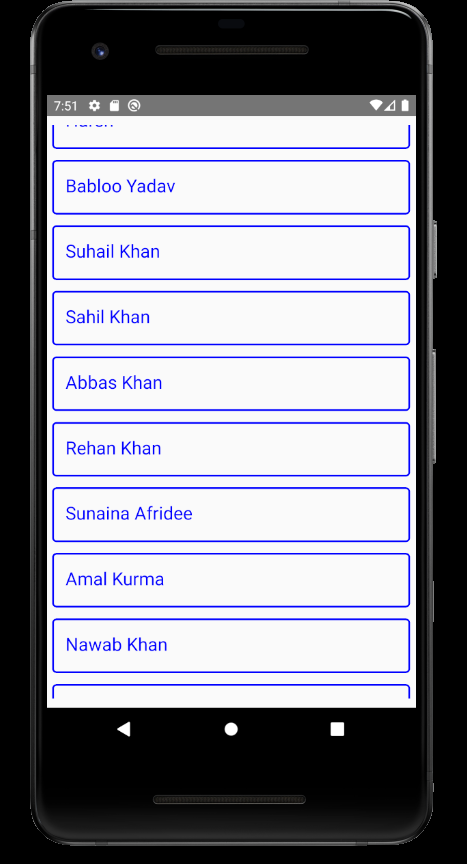 7:51
Babloo Yadav
Suhail Khan
Sahil Khan
Abbas Khan
Rehan Khan
Sunaina Afridee
Amal Kurma
Nawab Khan